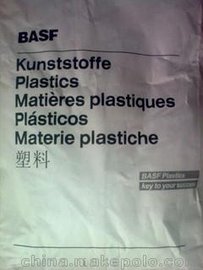 BASF
Kunststoffe
Plastics
Matières plastiques
Plásticos
Materie plastiche
塑料
BASF Plastics
key to your success
china.makepolo.com